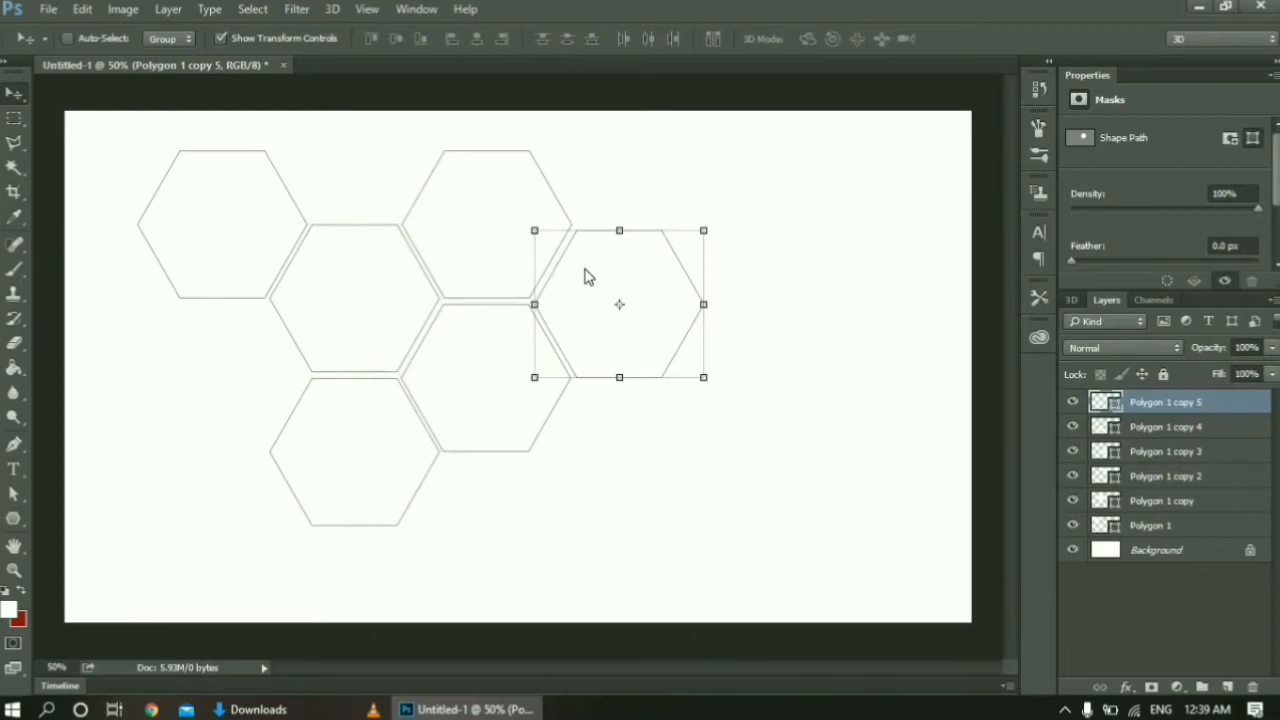 Ps File Edit Image Layer Type Select Filter 3D View Window Help
Auto-Select: Group Show Transform Controls 3D Mode: 3D
Untitled-1 @ 50% (Polygon 1 copy 5, RGB/8) * ×
Properties
Masks
Shape Path
Density: 100%
Feather: 0.0 px
3D Layers Channels
Kind
Normal Opacity: 100%
Lock: Fill: 100%
Polygon 1 copy 5
Polygon 1 copy 4
Polygon 1 copy 3
Polygon 1 copy 2
Polygon 1 copy
Polygon 1
Background
50% Doc: 5.93M/0 bytes
Timeline
Downloads Untitled-1 @ 50% (Po... ENG 12:39 AM